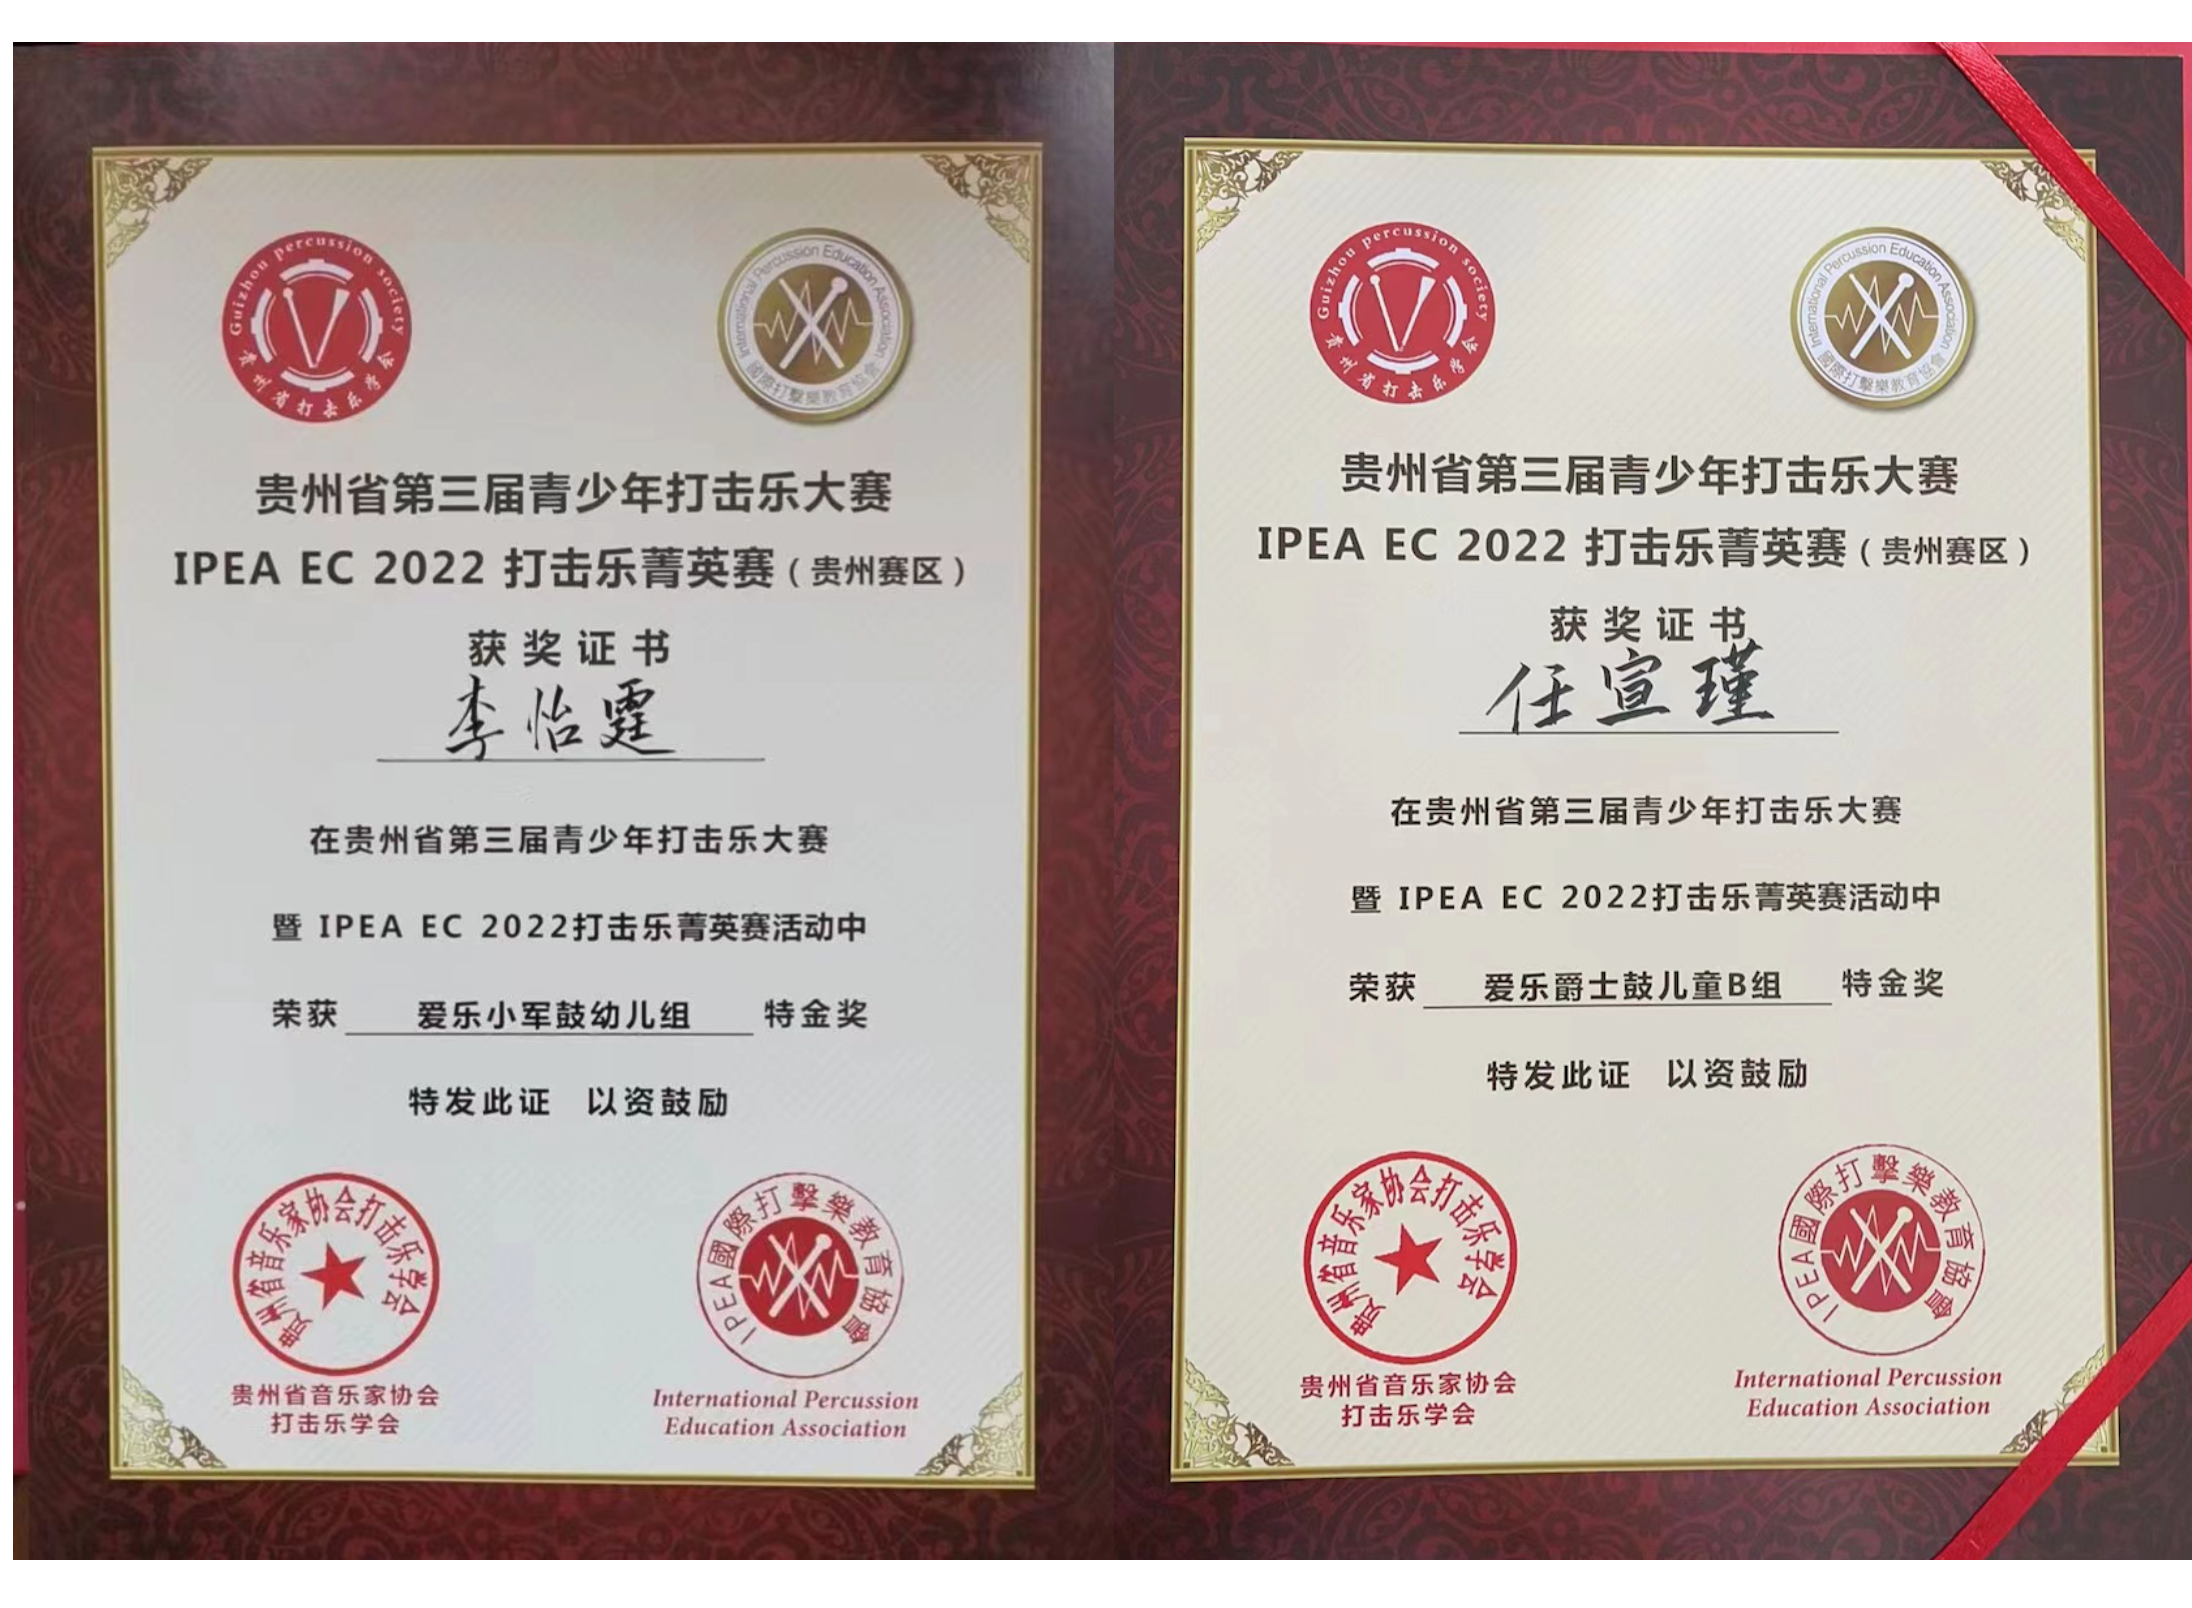 Guizhou percussion society
贵州省打击乐学会
International Percussion Education Association
國際打擊樂教育協會
贵州省第三届青少年打击乐大赛
IPEA EC 2022 打击乐菁英赛（贵州赛区）
获奖证书
李怡霆
在贵州省第三届青少年打击乐大赛
暨 IPEA EC 2022打击乐菁英赛活动中
荣获 爱乐小军鼓幼儿组 特金奖
特发此证 以资鼓励
贵州省音乐家协会打击乐学会
IPEA國際打擊樂教育協會
贵州省音乐家协会
打击乐学会
International Percussion
Education Association
Guizhou percussion society
贵州省打击乐学会
International Percussion Education Association
國際打擊樂教育協會
贵州省第三届青少年打击乐大赛
IPEA EC 2022 打击乐菁英赛（贵州赛区）
获奖证书
任宣瑾
在贵州省第三届青少年打击乐大赛
暨 IPEA EC 2022打击乐菁英赛活动中
荣获 爱乐爵士鼓儿童B组 特金奖
特发此证 以资鼓励
贵州省音乐家协会打击乐学会
IPEA國際打擊樂教育協會
贵州省音乐家协会
打击乐学会
International Percussion
Education Association